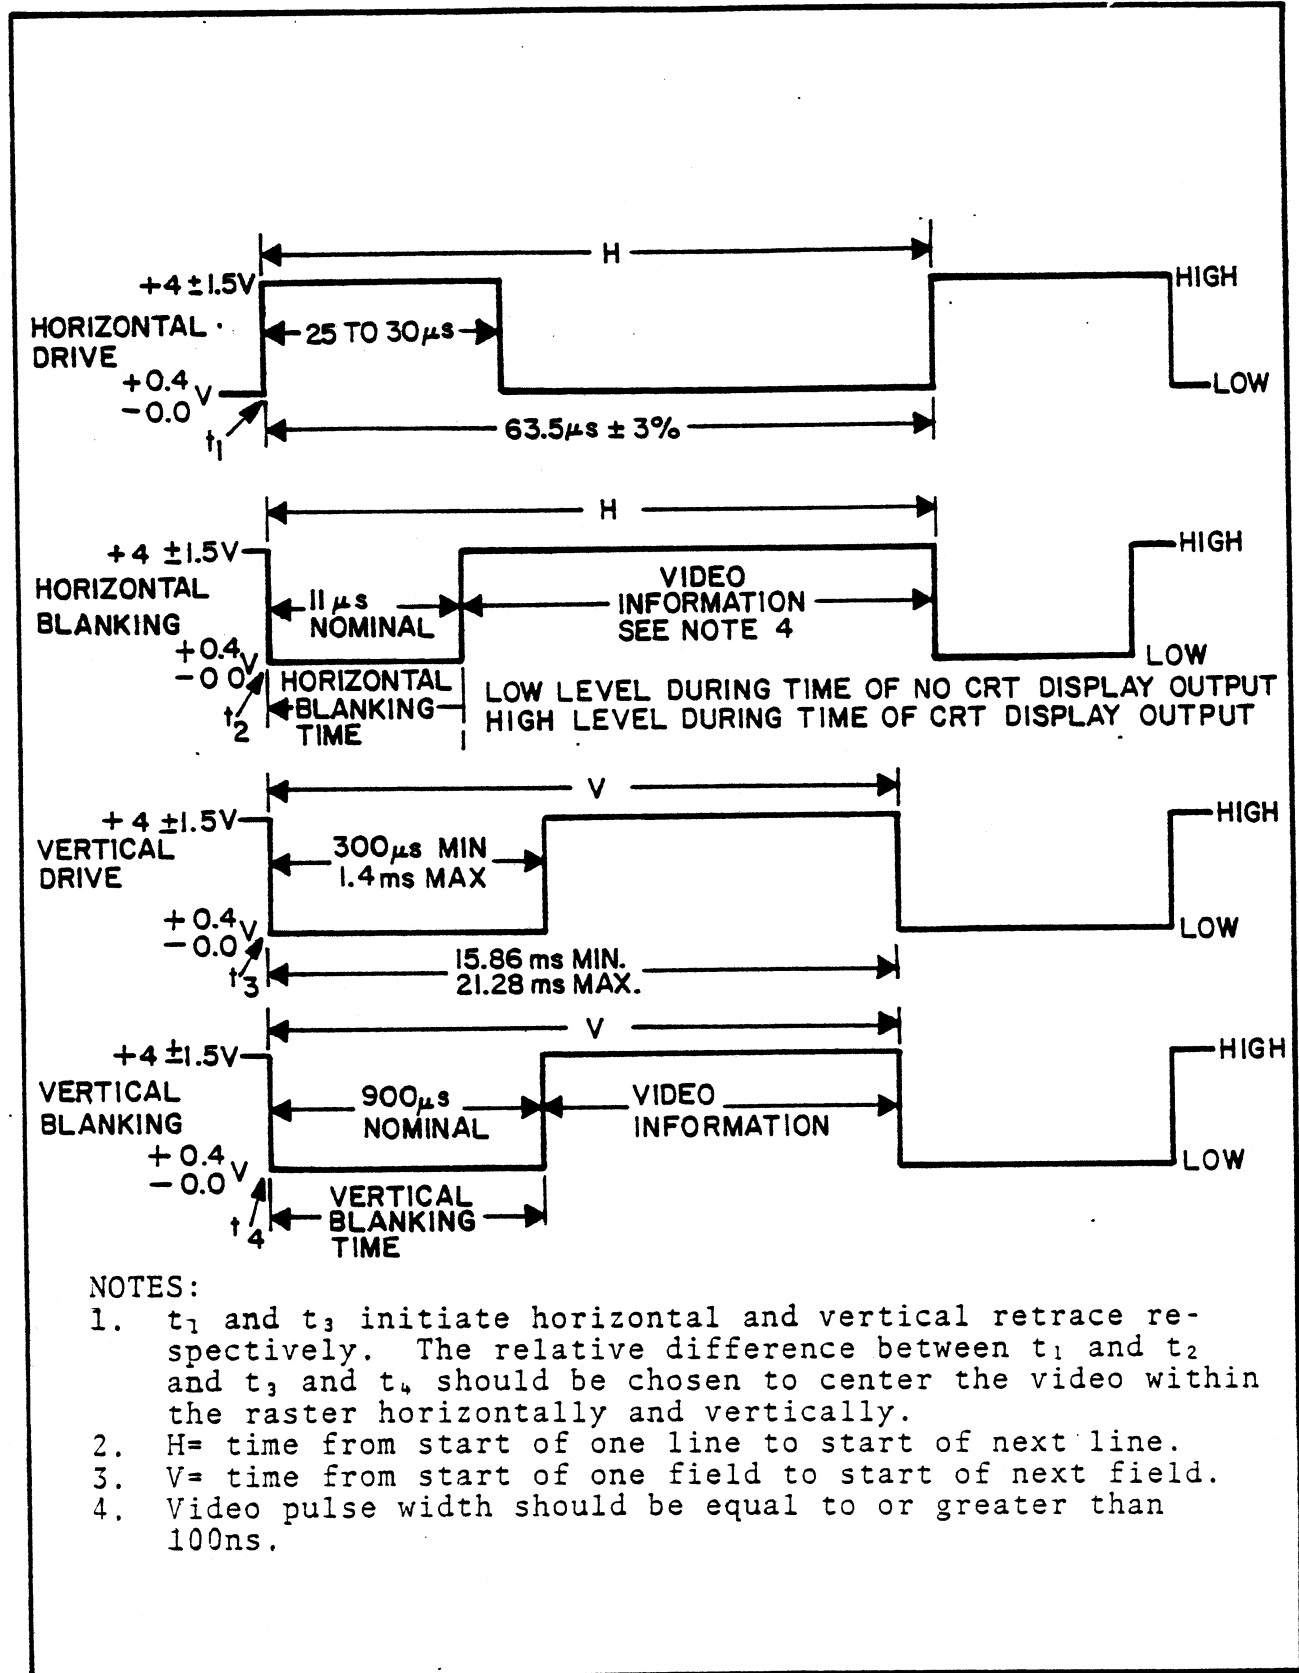 H
+4 ±1.5V
HIGH
HORIZONTAL
DRIVE
25 TO 30μs
+0.4
-0.0 V
LOW
t1
63.5μs ± 3%
H
+4 ±1.5V
HIGH
HORIZONTAL
BLANKING
11 μs
NOMINAL
VIDEO
INFORMATION
SEE NOTE 4
+0.4
-0 0 V
LOW
t2
HORIZONTAL
BLANKING
TIME
LOW LEVEL DURING TIME OF NO CRT DISPLAY OUTPUT
HIGH LEVEL DURING TIME OF CRT DISPLAY OUTPUT
V
+4 ±1.5V
HIGH
VERTICAL
DRIVE
300μs MIN
1.4ms MAX
+0.4
-0.0 V
LOW
t3
15.86 ms MIN.
21.28 ms MAX.
V
+4 ±1.5V
HIGH
VERTICAL
BLANKING
900μs
NOMINAL
VIDEO
INFORMATION
+0.4
-0.0 V
LOW
t4
VERTICAL
BLANKING
TIME
NOTES:
1. t1 and t3 initiate horizontal and vertical retrace re-
spectively. The relative difference between t1 and t2
and t3 and t4 should be chosen to center the video within
the raster horizontally and vertically.
2. H= time from start of one line to start of next line.
3. V= time from start of one field to start of next field.
4. Video pulse width should be equal to or greater than
100ns.